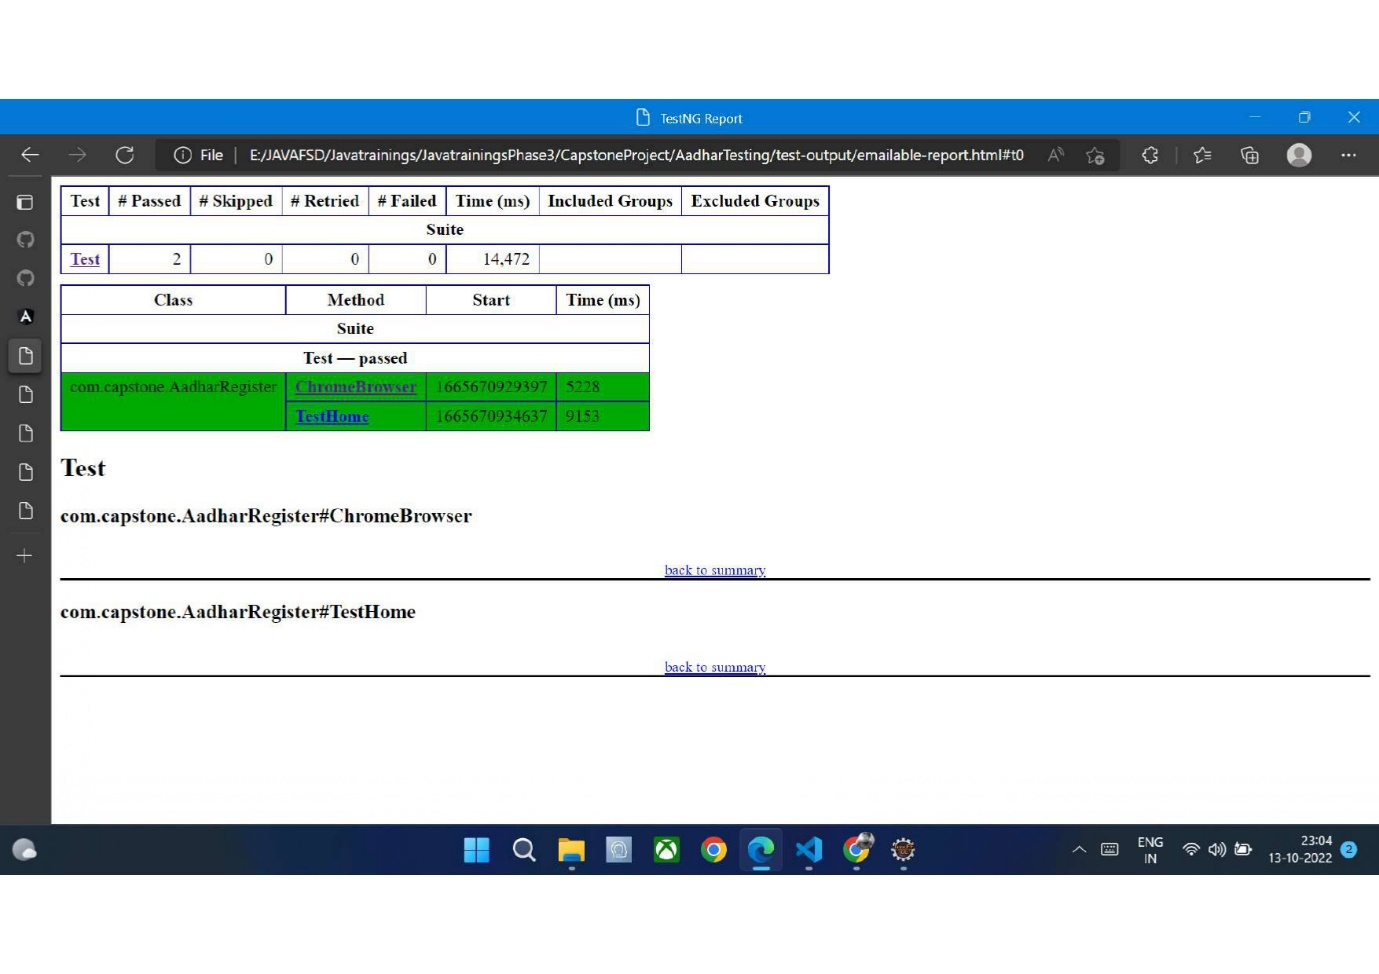 TestNG Report
File E:/JAVAFSD/Javatrainings/JavatrainingsPhase3/CapstoneProject/AadharTesting/test-output/emailable-report.html#t0
Test # Passed # Skipped # Retried # Failed Time (ms) Included Groups Excluded Groups
Suite
Test 2 0 0 0 14,472
Class Method Start Time (ms)
Suite
Test — passed
com.capstone.AadharRegister ChromeBrowser 1665670929397 5228
TestHome 1665670934637 9153
Test
com.capstone.AadharRegister#ChromeBrowser
back to summary
com.capstone.AadharRegister#TestHome
back to summary
ENG 23:04
IN 13-10-2022 2